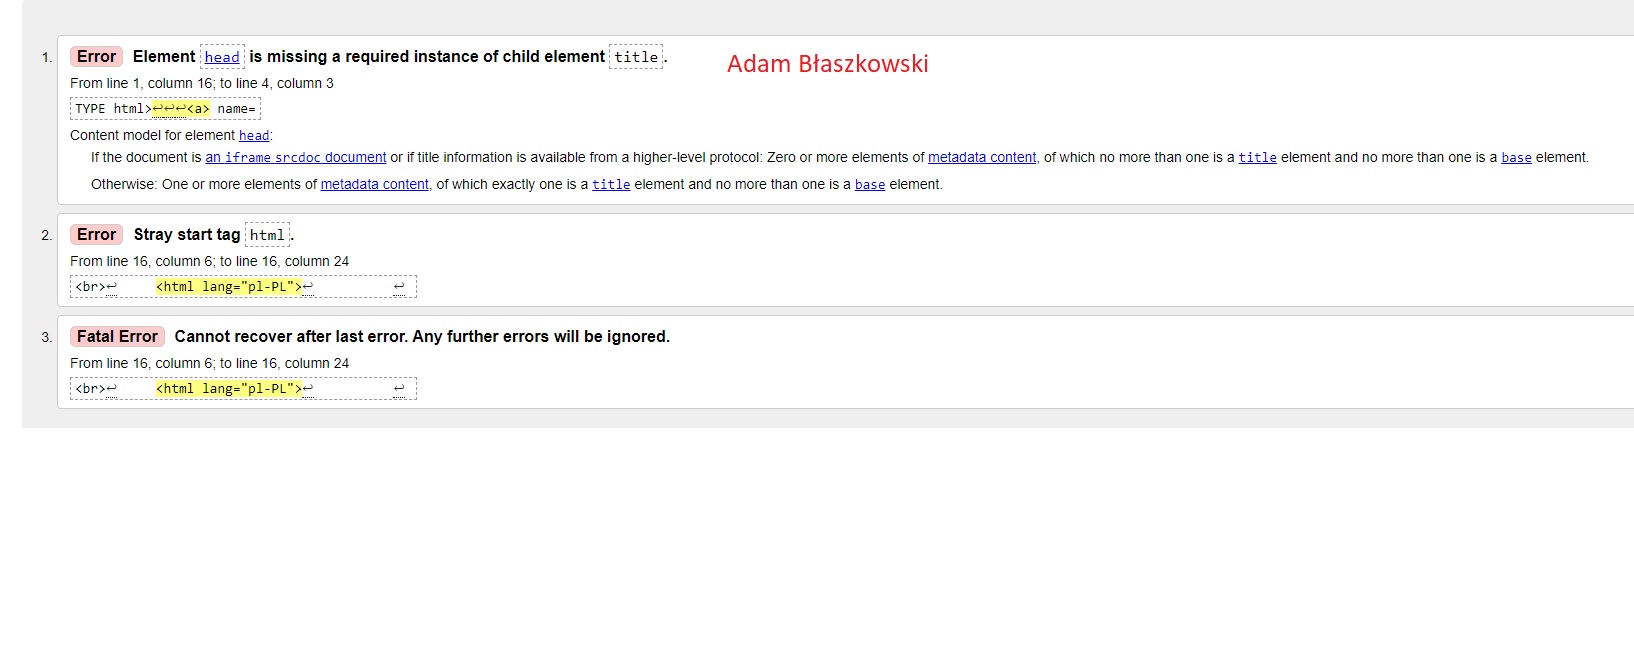 1. Error Element head is missing a required instance of child element title.
Adam Błaszkowski
From line 1, column 16; to line 4, column 3
TYPE html>↩↩↩<a> name=
Content model for element head:
If the document is an iframe srcdoc document or if title information is available from a higher-level protocol: Zero or more elements of metadata content, of which no more than one is a title element and no more than one is a base element.
Otherwise: One or more elements of metadata content, of which exactly one is a title element and no more than one is a base element.
2. Error Stray start tag html.
From line 16, column 6; to line 16, column 24
<br>↩ <html lang="pl-PL">↩ ↩
3. Fatal Error Cannot recover after last error. Any further errors will be ignored.
From line 16, column 6; to line 16, column 24
<br>↩ <html lang="pl-PL">↩ ↩